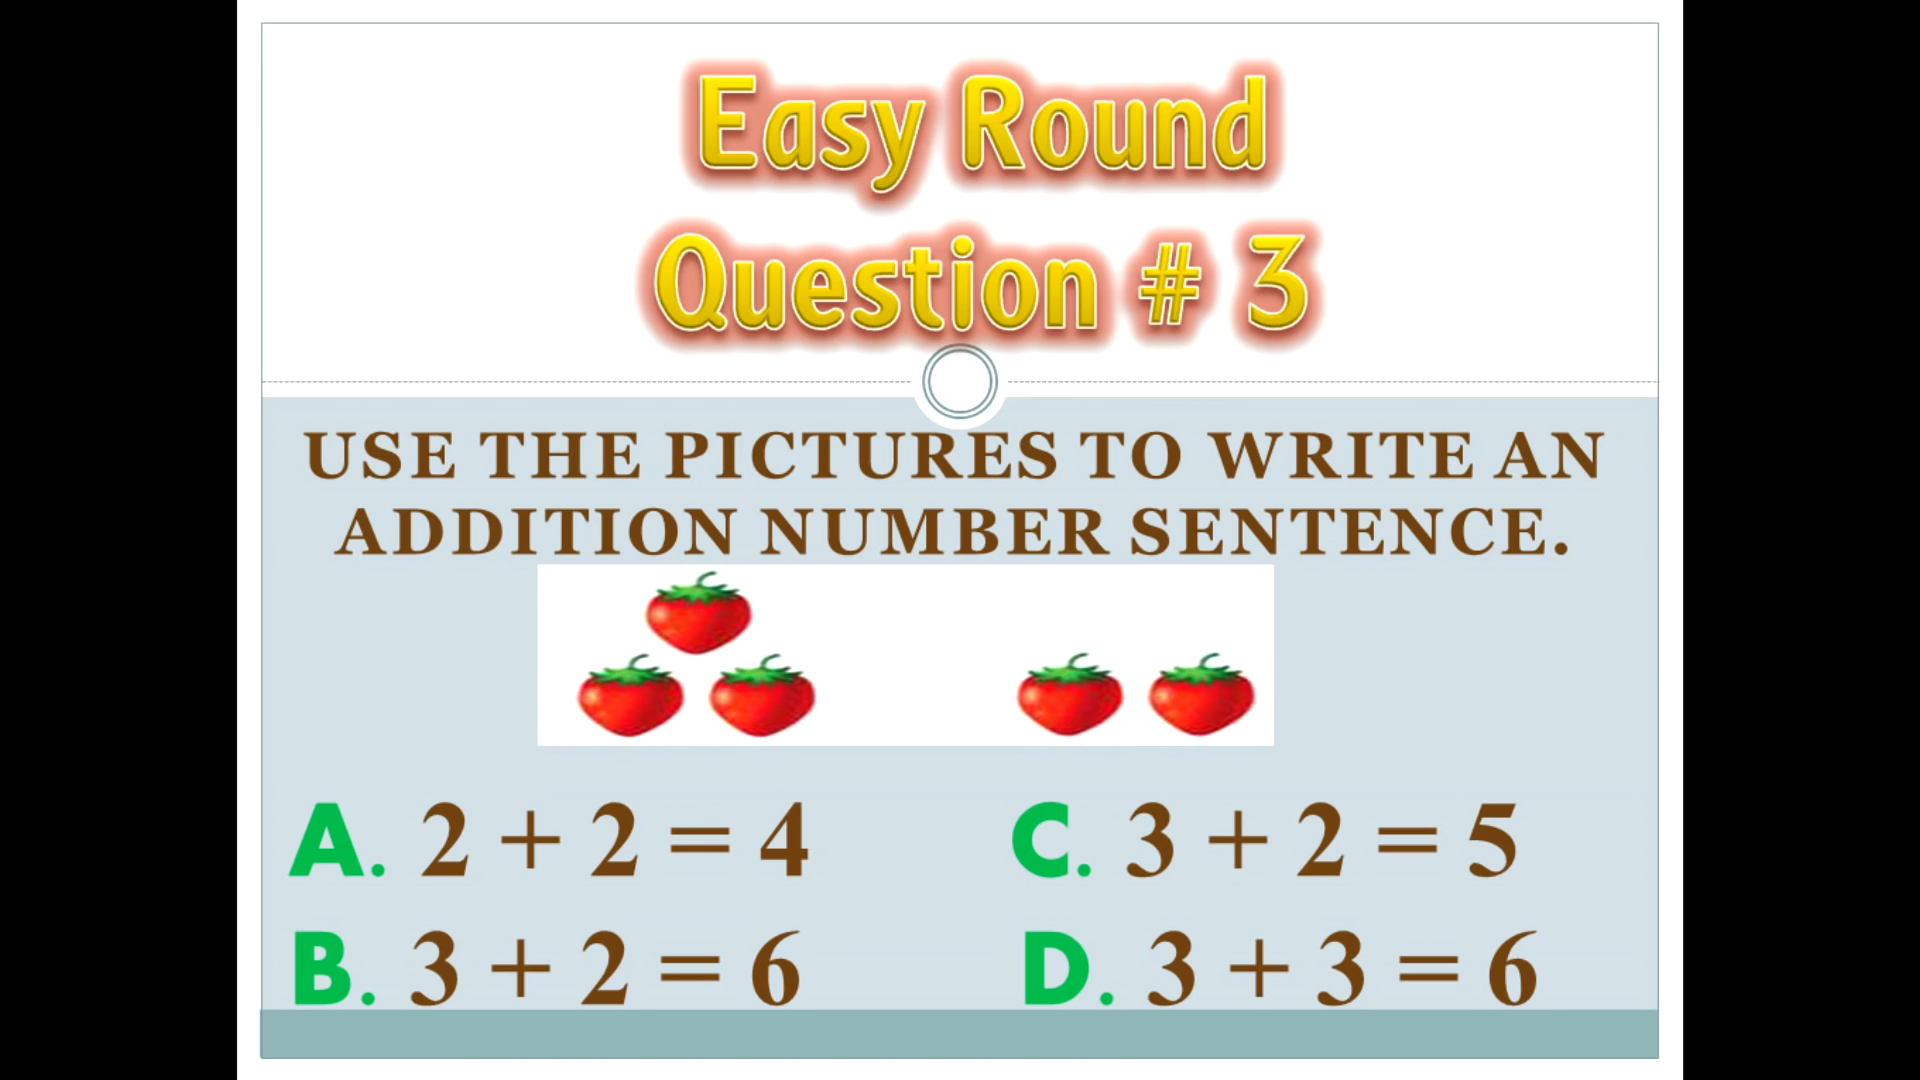 Easy Round
Question # 3
USE THE PICTURES TO WRITE AN
ADDITION NUMBER SENTENCE.
A. 2 + 2 = 4
C. 3 + 2 = 5
B. 3 + 2 = 6
D. 3 + 3 = 6